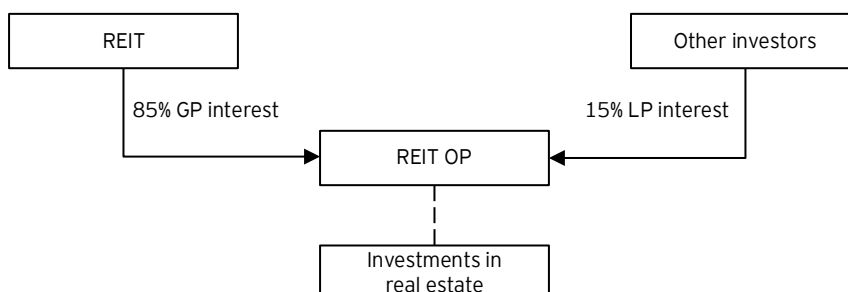 REIT
Other investors
85% GP interest
15% LP interest
REIT OP
Investments in
real estate